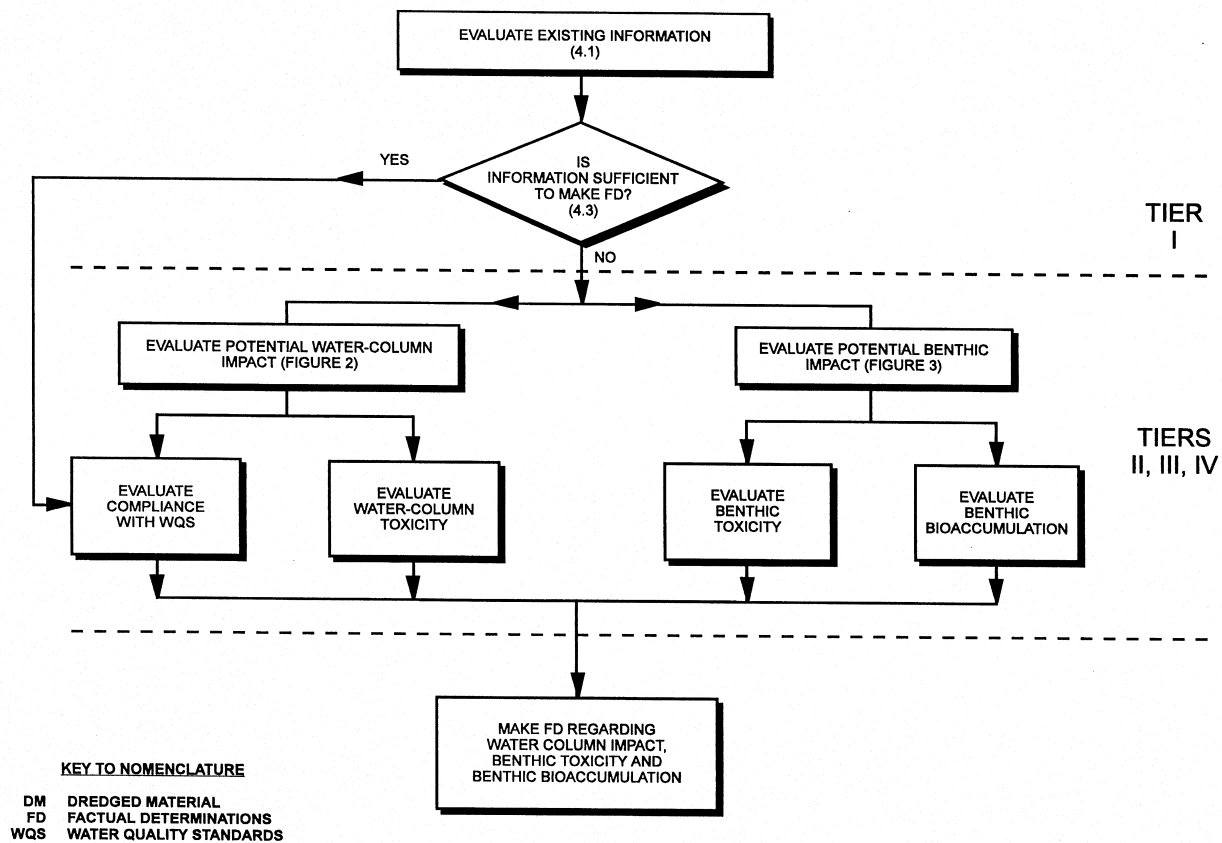 EVALUATE EXISTING INFORMATION
(4.1)
YES
IS
INFORMATION SUFFICIENT
TO MAKE FD?
(4.3)
NO
TIER
I
EVALUATE POTENTIAL WATER-COLUMN
IMPACT (FIGURE 2)
EVALUATE POTENTIAL BENTHIC
IMPACT (FIGURE 3)
TIERS
II, III, IV
EVALUATE
COMPLIANCE
WITH WQS
EVALUATE
WATER-COLUMN
TOXICITY
EVALUATE
BENTHIC
TOXICITY
EVALUATE
BENTHIC
BIOACCUMULATION
MAKE FD REGARDING
WATER COLUMN IMPACT,
BENTHIC TOXICITY AND
BENTHIC BIOACCUMULATION
KEY TO NOMENCLATURE
DM DREDGED MATERIAL
FD FACTUAL DETERMINATIONS
WQS WATER QUALITY STANDARDS